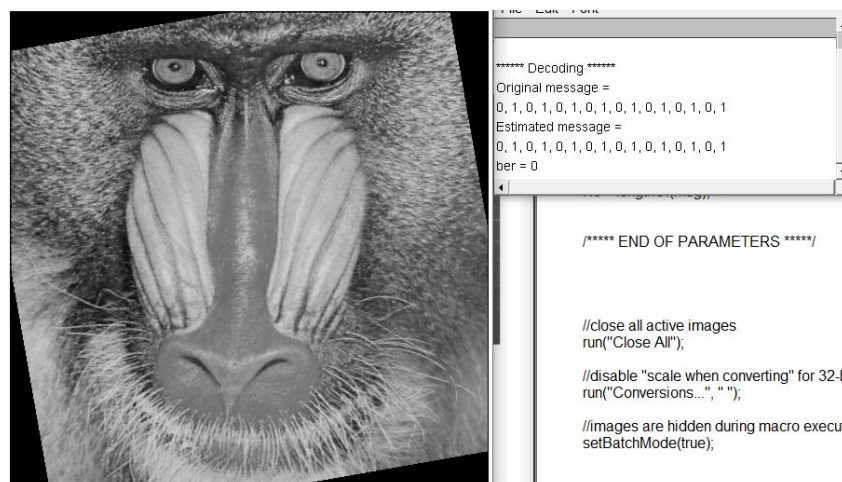 File Edit Font
****** Decoding ******
Original message =
0, 1, 0, 1, 0, 1, 0, 1, 0, 1, 0, 1, 0, 1, 0, 1
Estimated message =
0, 1, 0, 1, 0, 1, 0, 1, 0, 1, 0, 1, 0, 1, 0, 1
ber = 0
/***** END OF PARAMETERS *****/
//close all active images
run("Close All");
//disable "scale when converting" for 32-
run("Conversions...", " ");
//images are hidden during macro execu
setBatchMode(true);